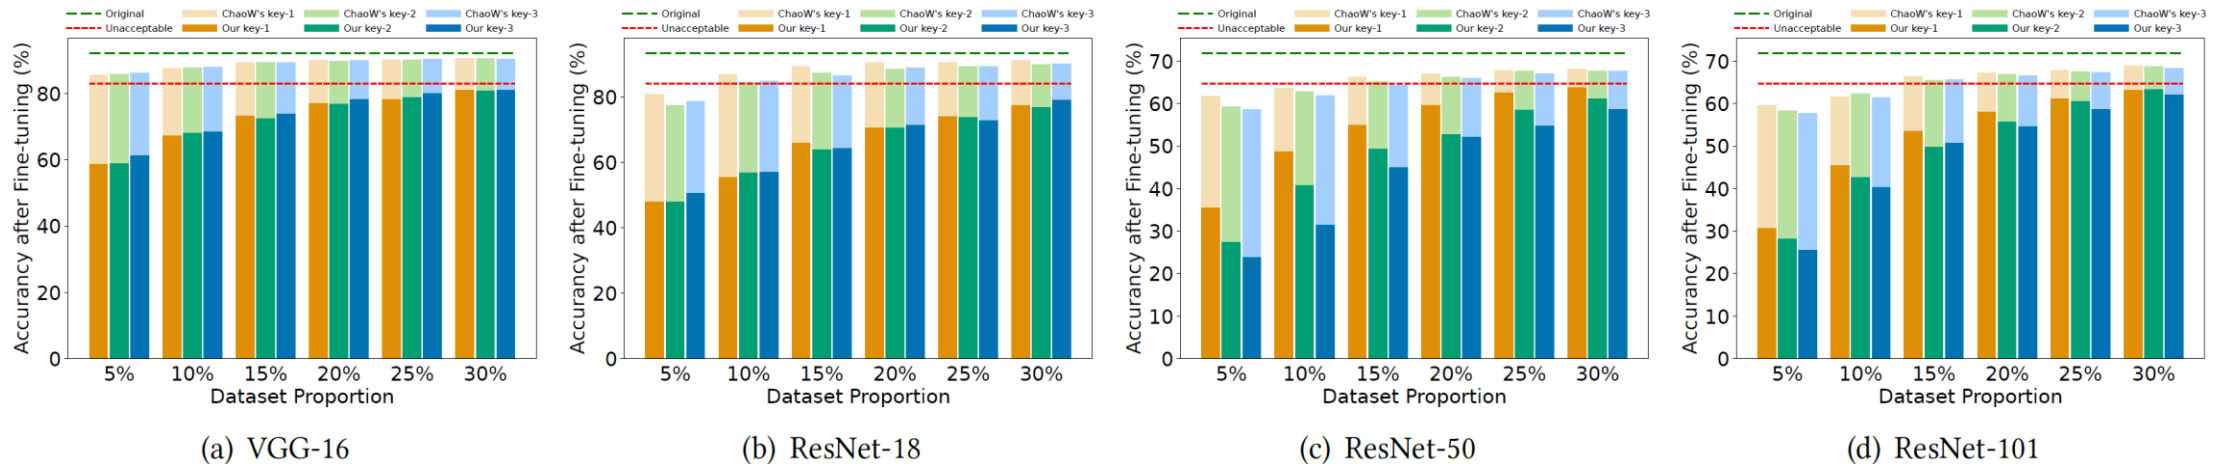 Original ChaoW's key-1 ChaoW's key-2 ChaoW's key-3
Unacceptable Our key-1 Our key-2 Our key-3
Accurancy after Fine-tuning (%)
80
60
40
20
0
5% 10% 15% 20% 25% 30%
Dataset Proportion
(a) VGG-16
Original ChaoW's key-1 ChaoW's key-2 ChaoW's key-3
Unacceptable Our key-1 Our key-2 Our key-3
Accurancy after Fine-tuning (%)
80
60
40
20
0
5% 10% 15% 20% 25% 30%
Dataset Proportion
(b) ResNet-18
Original ChaoW's key-1 ChaoW's key-2 ChaoW's key-3
Unacceptable Our key-1 Our key-2 Our key-3
Accurancy after Fine-tuning (%)
70
60
50
40
30
20
10
0
5% 10% 15% 20% 25% 30%
Dataset Proportion
(c) ResNet-50
Original ChaoW's key-1 ChaoW's key-2 ChaoW's key-3
Unacceptable Our key-1 Our key-2 Our key-3
Accurancy after Fine-tuning (%)
70
60
50
40
30
20
10
0
5% 10% 15% 20% 25% 30%
Dataset Proportion
(d) ResNet-101